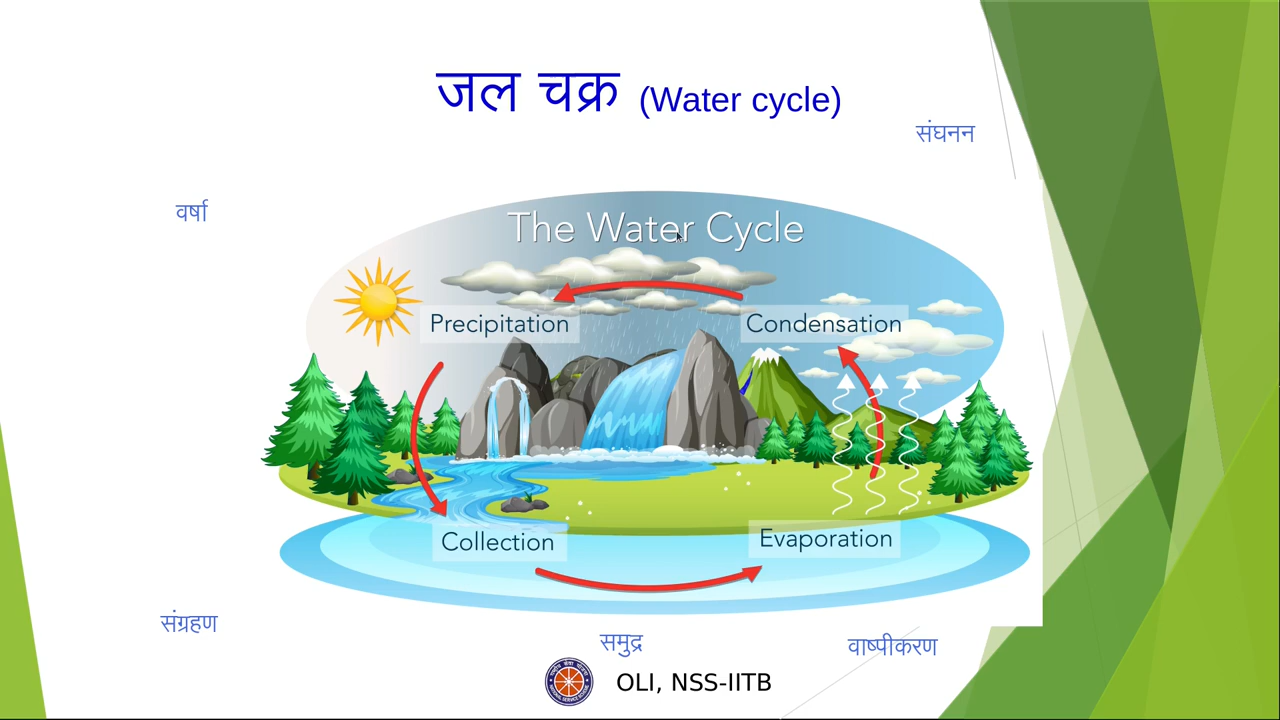 जल चक्र (Water cycle)
संघनन
वर्षा
The Water Cycle
Precipitation
Condensation
Collection
Evaporation
संग्रहण
समुद्र
वाष्पीकरण
OLI, NSS-IITB